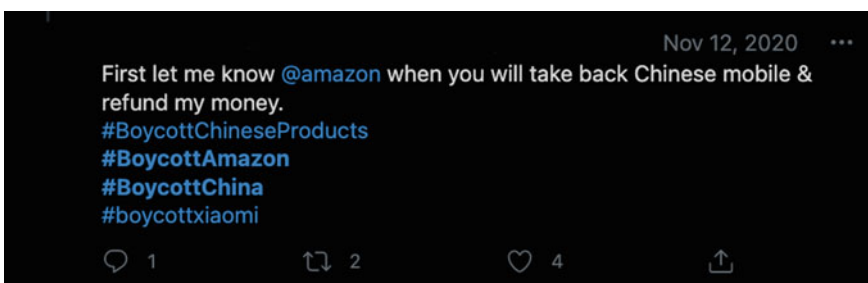 Nov 12, 2020
First let me know @amazon when you will take back Chinese mobile &
refund my money.
#BoycottChineseProducts
#BoycottAmazon
#BoycottChina
#boycottxiaomi
1 2 4